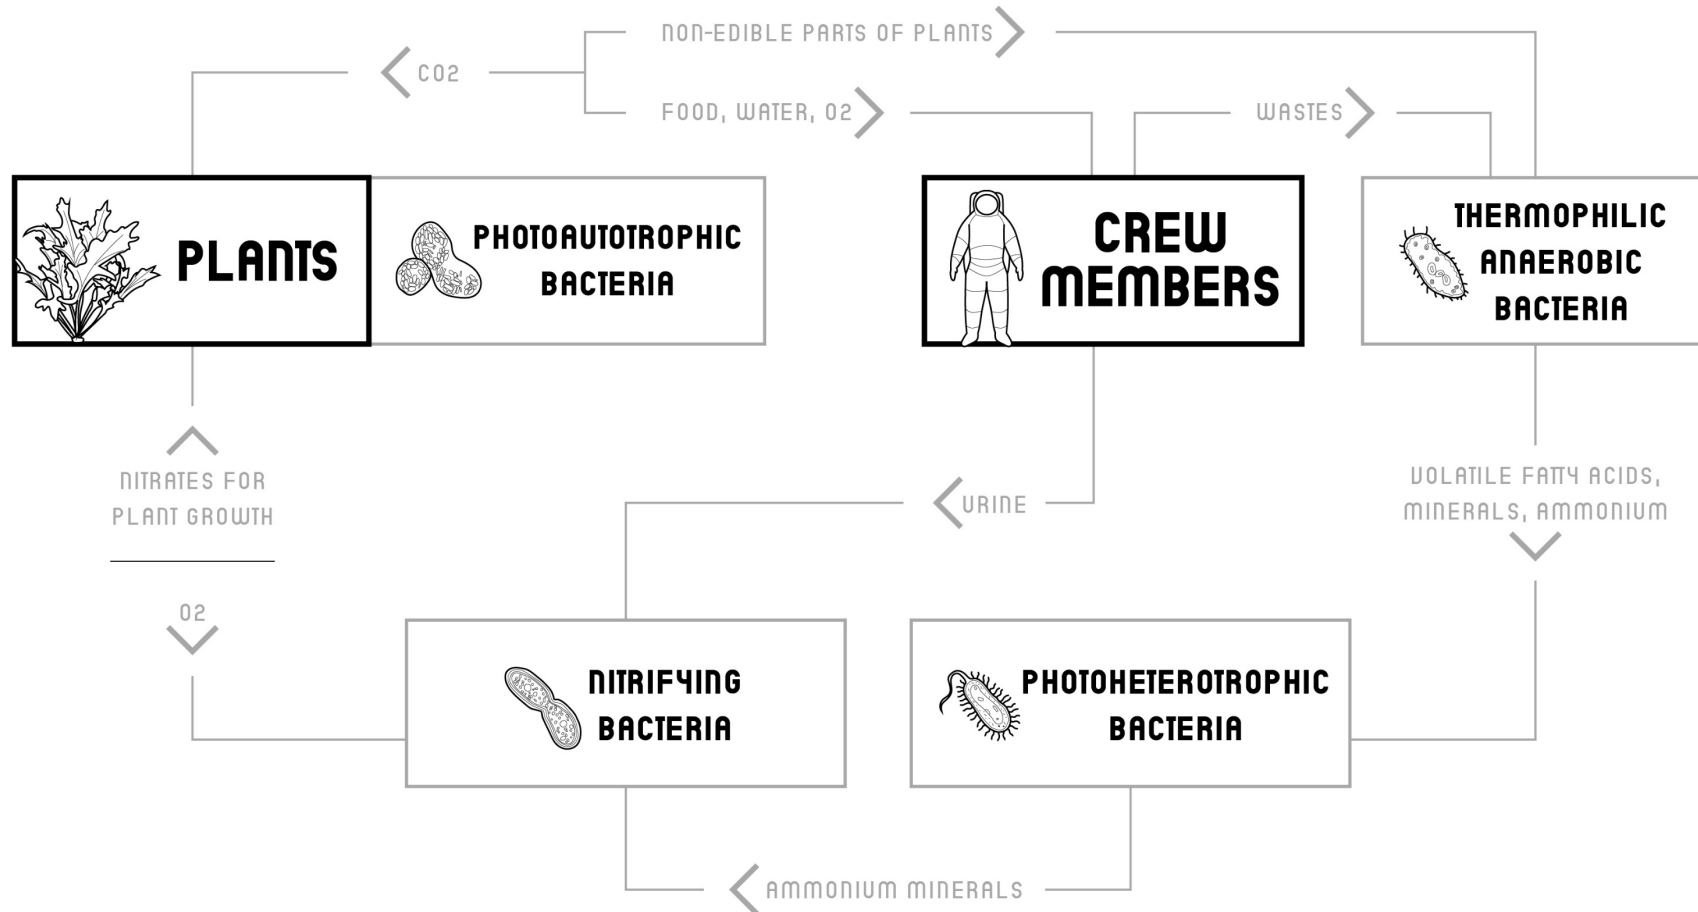 NON-EDIBLE PARTS OF PLANTS
CO2
FOOD, WATER, O2
WASTES
PLANTS
PHOTOAUTOTROPHIC
BACTERIA
CREW
MEMBERS
THERMOPHILIC
ANAEROBIC
BACTERIA
NITRATES FOR
PLANT GROWTH
URINE
VOLATILE FATTY ACIDS,
MINERALS, AMMONIUM
O2
NITRIFYING
BACTERIA
PHOTOHETEROTROPHIC
BACTERIA
AMMONIUM MINERALS